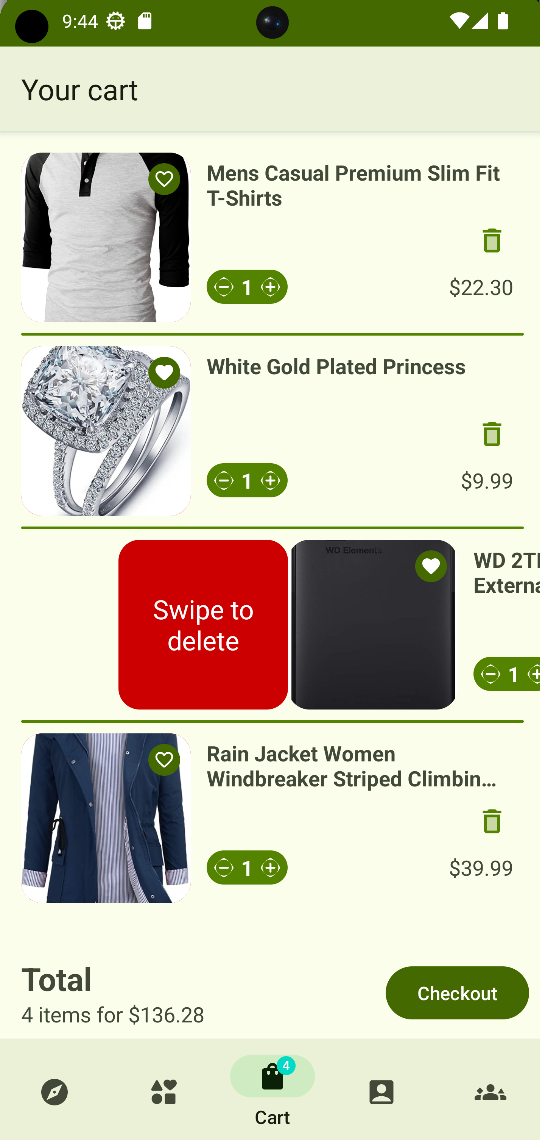 9:44
Your cart
Mens Casual Premium Slim Fit
T-Shirts
1
$22.30
White Gold Plated Princess
1
$9.99
Swipe to
delete
WD Elements
WD 2T
Externa
1
Rain Jacket Women
Windbreaker Striped Climbin...
1
$39.99
Total
4 items for $136.28
Checkout
4
Cart